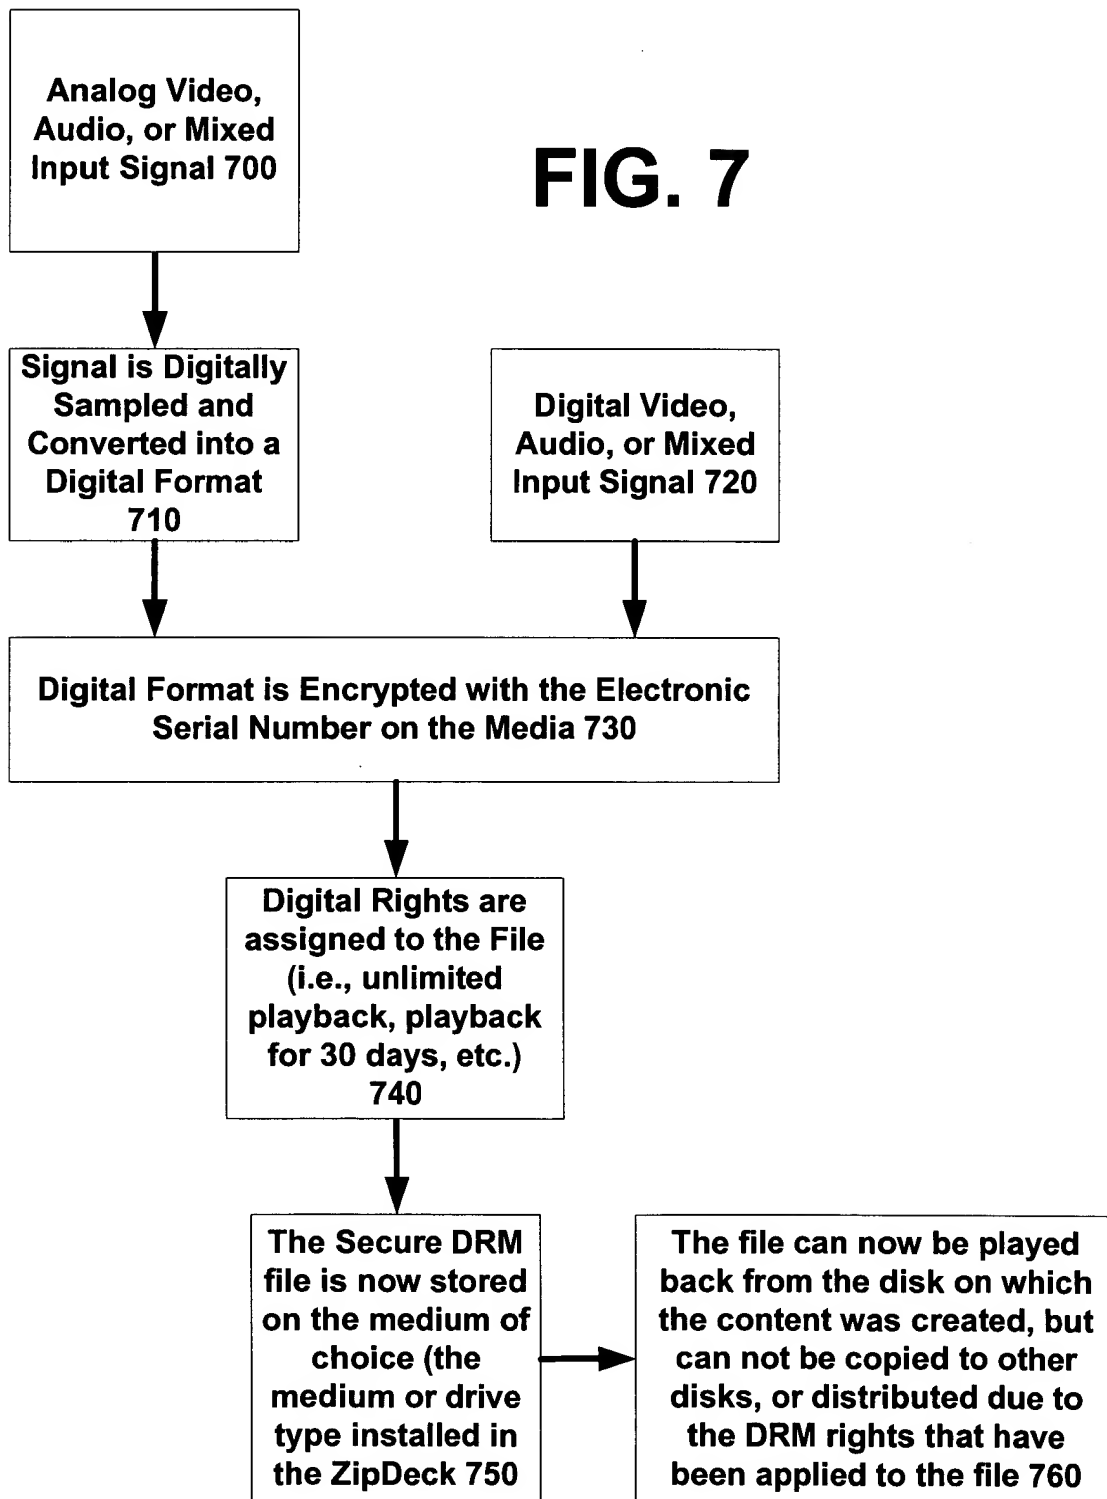 Analog Video,
Audio, or Mixed
Input Signal 700
FIG. 7
Signal is Digitally
Sampled and
Converted into a
Digital Format
710
Digital Video,
Audio, or Mixed
Input Signal 720
Digital Format is Encrypted with the Electronic
Serial Number on the Media 730
Digital Rights are
assigned to the File
(i.e., unlimited
playback, playback
for 30 days, etc.)
740
The Secure DRM
file is now stored
on the medium of
choice (the
medium or drive
type installed in
the ZipDeck 750
The file can now be played
back from the disk on which
the content was created, but
can not be copied to other
disks, or distributed due to
the DRM rights that have
been applied to the file 760